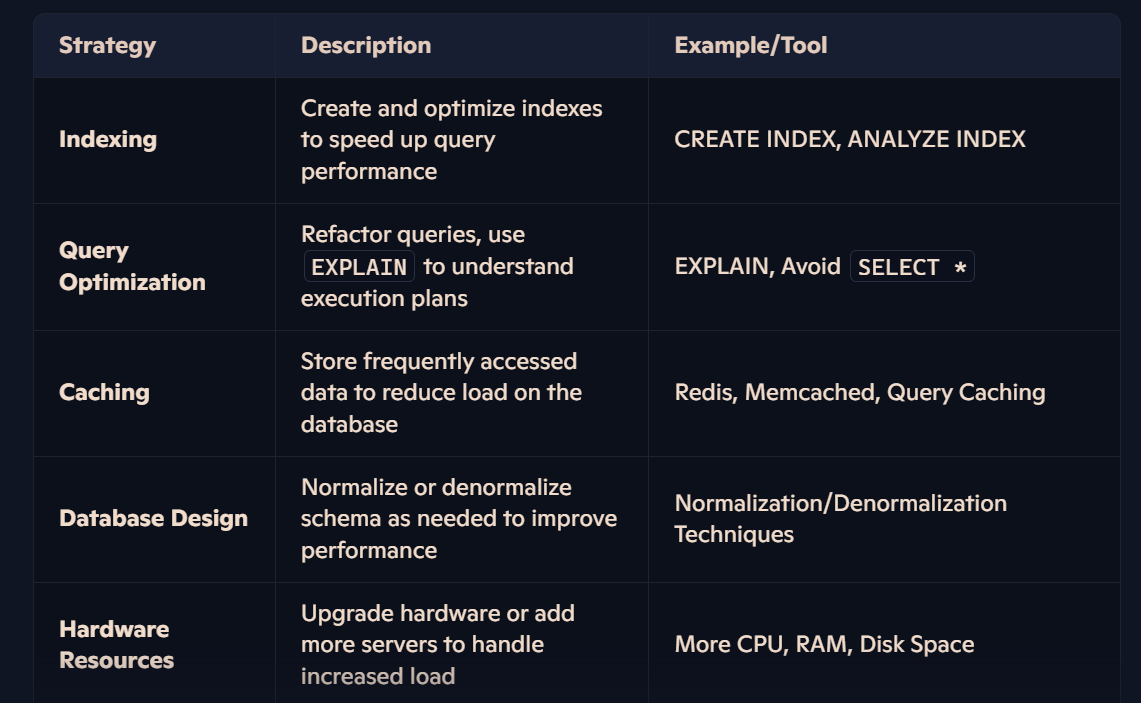 Strategy
Description
Example/Tool
Indexing
Create and optimize indexes
to speed up query
performance
CREATE INDEX, ANALYZE INDEX
Query
Optimization
Refactor queries, use
EXPLAIN to understand
execution plans
EXPLAIN, Avoid SELECT *
Caching
Store frequently accessed
data to reduce load on the
database
Redis, Memcached, Query Caching
Database Design
Normalize or denormalize
schema as needed to improve
performance
Normalization/Denormalization
Techniques
Hardware
Resources
Upgrade hardware or add
more servers to handle
increased load
More CPU, RAM, Disk Space